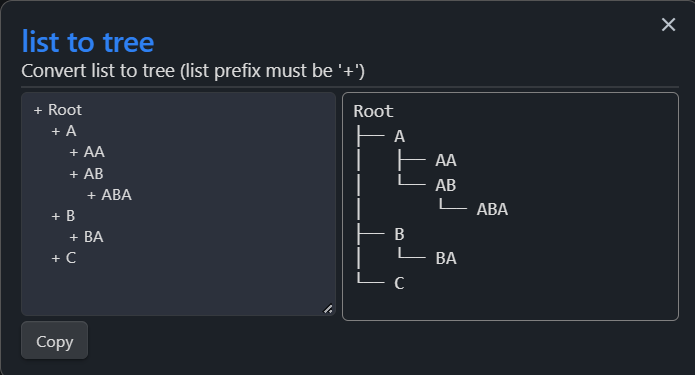 list to tree
Convert list to tree (list prefix must be '+')
+ Root
    + A
        + AA
        + AB
            + ABA
    + B
        + BA
    + C
Root
├── A
│   ├── AA
│   └── AB
│       └── ABA
├── B
│   └── BA
└── C
Copy